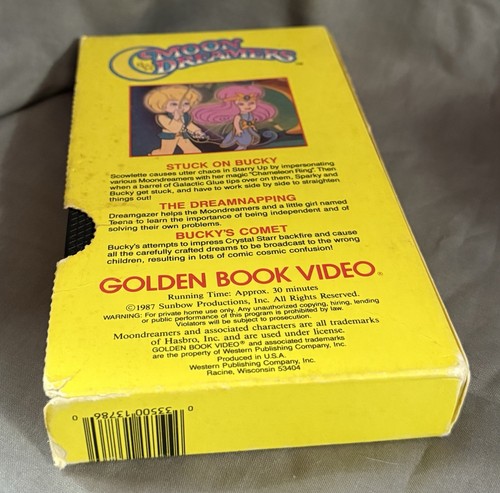 MOON
DREAMERS
STUCK ON BUCKY
Scowlette causes utter chaos in Starry Up by impersonating
various Moondreamers with her magic "Chameleon Ring". Then
when a barrel of Galactic Glue tips over on them, Sparky and
Bucky get stuck, and have to work side by side to straighten
things out!
THE DREAMNAPPING
Dreamgazer helps the Moondreamers and a little girl named
Teena to learn the importance of being independent and of
solving their own problems.
BUCKY'S COMET
Bucky's attempts to impress Crystal Starr backfire and cause
all the carefully crafted dreams to be broadcast to the wrong
children, resulting in lots of comic cosmic confusion!
GOLDEN BOOK VIDEO®
Running Time: Approx. 30 minutes
©1987 Sunbow Productions, Inc. All Rights Reserved.
WARNING: For private home use only. Any unauthorized copying, hiring, lending
or public performance of this program is prohibited by law.
Violators will be subject to prosecution.
Moondreamers and associated characters are all trademarks
of Hasbro, Inc. and are used under license.
GOLDEN BOOK VIDEO® and associated trademarks
are the property of Western Publishing Company, Inc.
Produced in U.S.A.
Western Publishing Company, Inc.
Racine, Wisconsin 53404
0 33500 13786 0